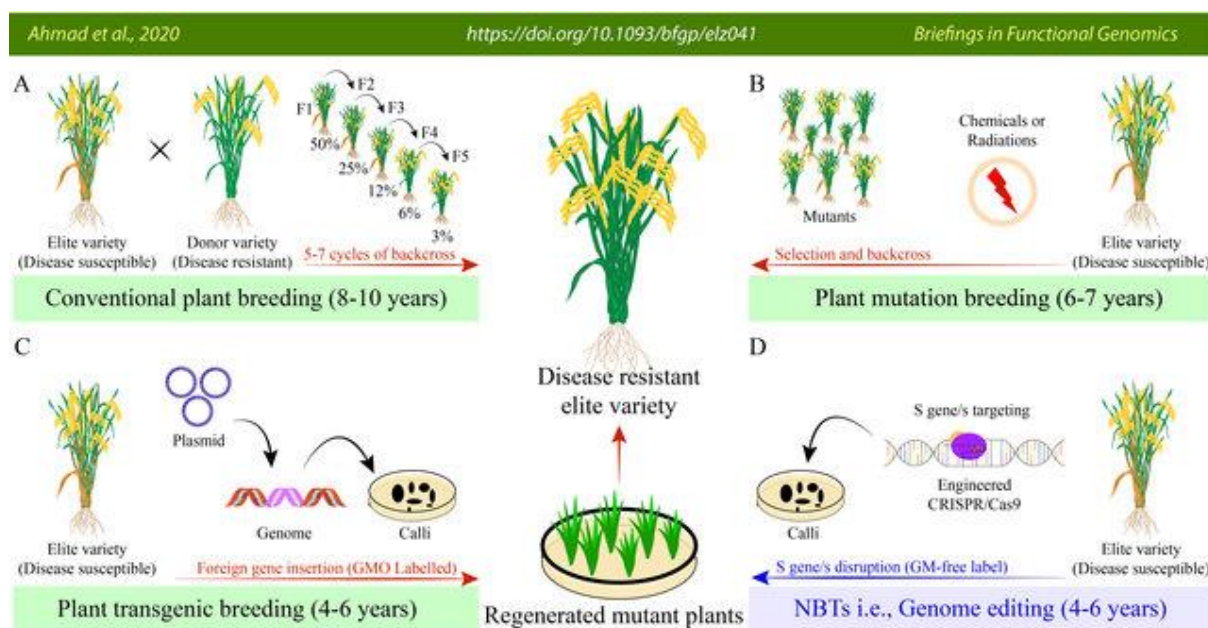 Ahmad et al., 2020
https://doi.org/10.1093/bfgp/elz041
Briefings in Functional Genomics
A
F1
F2
F3
F4
F5
50%
25%
12%
6%
3%
Elite variety
(Disease susceptible)
Donor variety
(Disease resistant)
5-7 cycles of backcross
Conventional plant breeding (8-10 years)
B
Chemicals or
Radiations
Mutants
Elite variety
(Disease susceptible)
Selection and backcross
Plant mutation breeding (6-7 years)
Disease resistant
elite variety
C
Plasmid
Genome
Calli
Elite variety
(Disease susceptible)
Foreign gene insertion (GMO Labelled)
Plant transgenic breeding (4-6 years)
Regenerated mutant plants
D
S gene/s targeting
Engineered
CRISPR/Cas9
Calli
Elite variety
(Disease susceptible)
S gene/s disruption (GM-free label)
NBTs i.e., Genome editing (4-6 years)